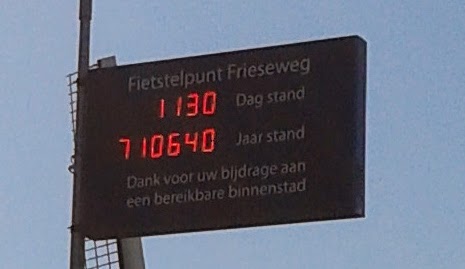 Fietstelpunt Frieseweg
1130 Dag stand
710640 Jaar stand
Dank voor uw bijdrage aan
een bereikbare binnenstad